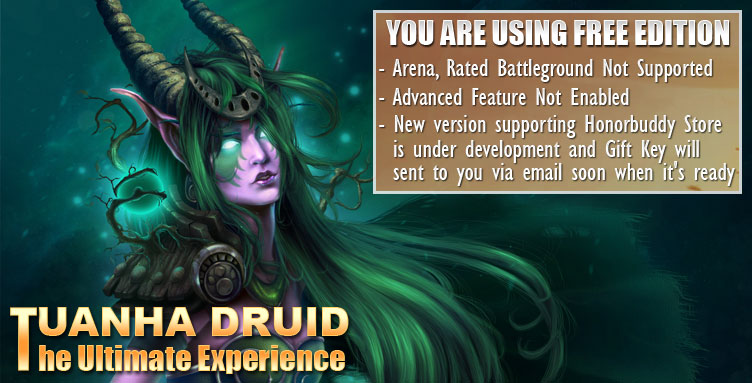 YOU ARE USING FREE EDITION
- Arena, Rated Battleground Not Supported
- Advanced Feature Not Enabled
- New version supporting Honorbuddy Store
is under development and Gift Key will
sent to you via email soon when it's ready
TUANHA DRUID
The Ultimate Experience